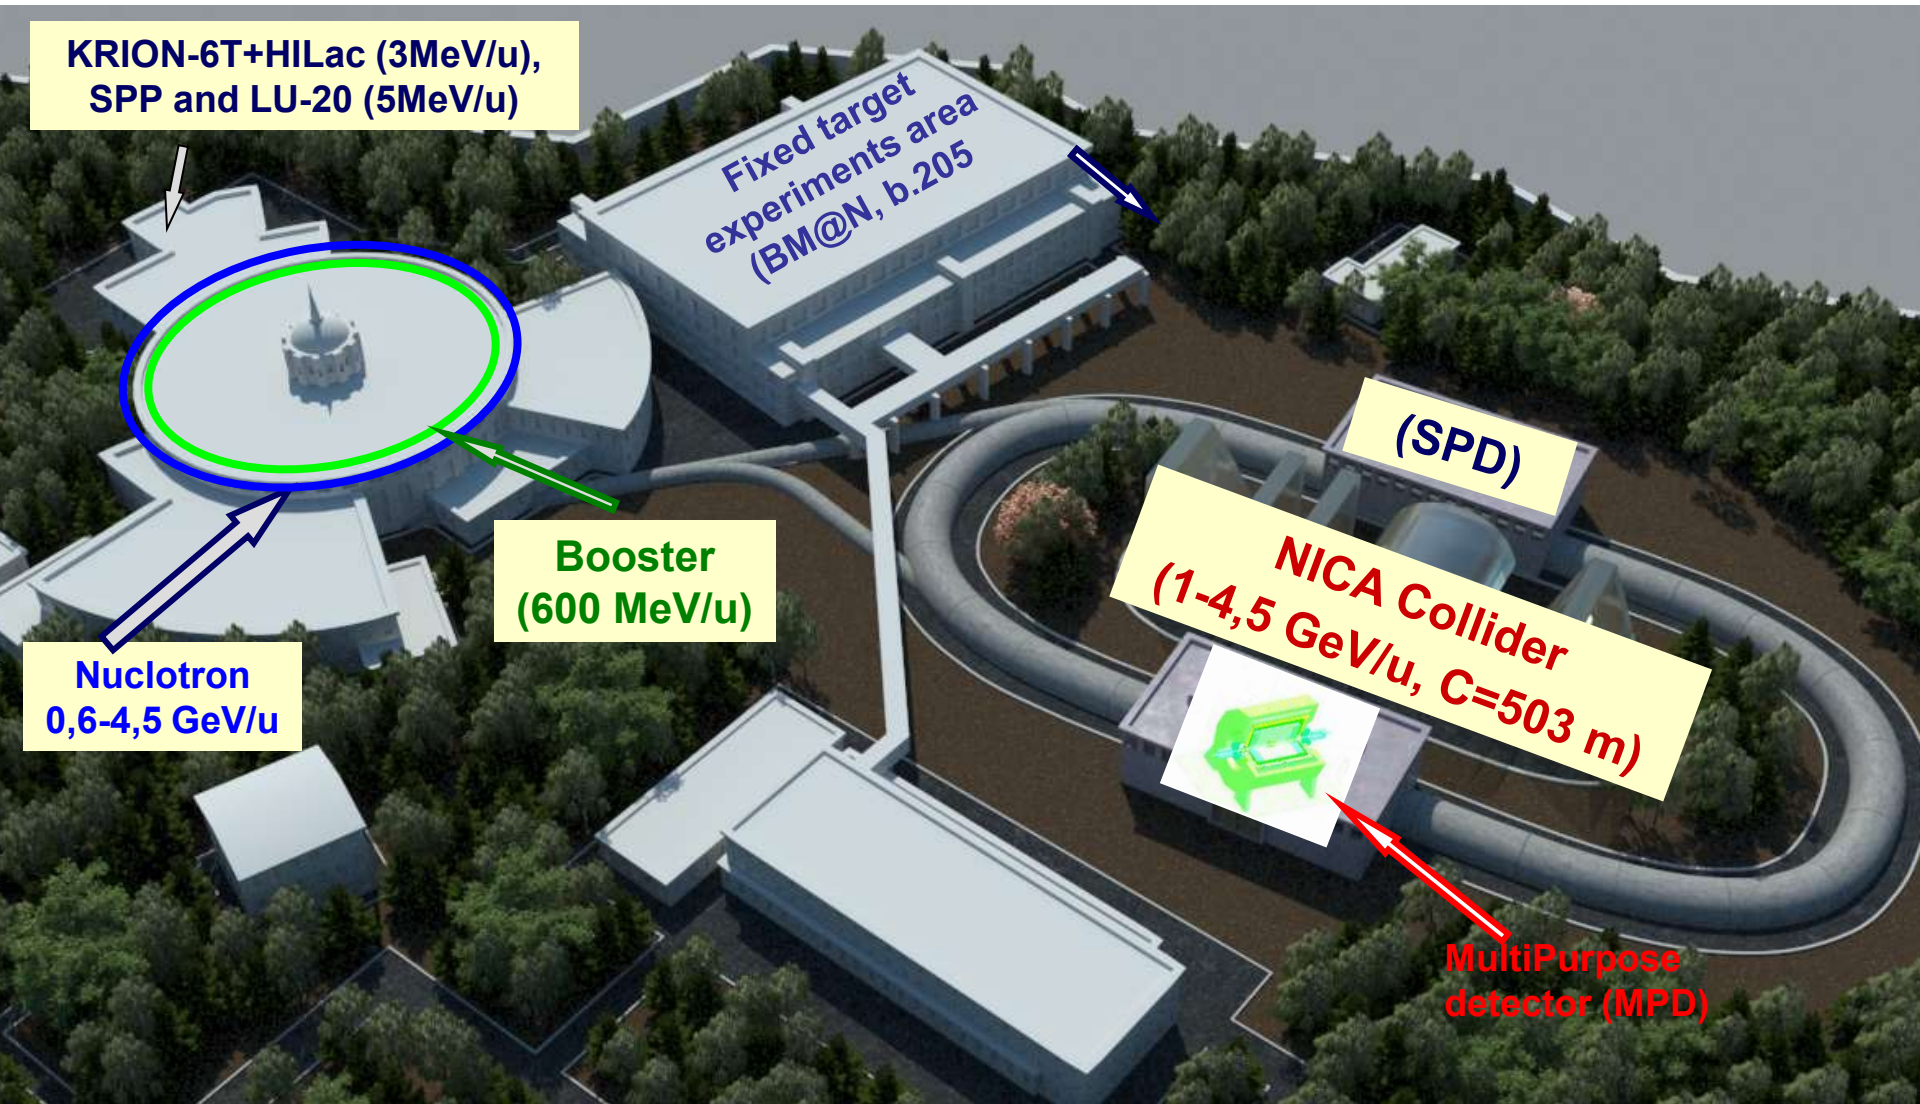 KRION-6T+HILac (3MeV/u),
SPP and LU-20 (5MeV/u)
Fixed target
experiments area
(BM@N, b.205
(SPD)
NICA Collider
(1-4,5 GeV/u, C=503 m)
Booster
(600 MeV/u)
Nuclotron
0,6-4,5 GeV/u
MultiPurpose
detector (MPD)